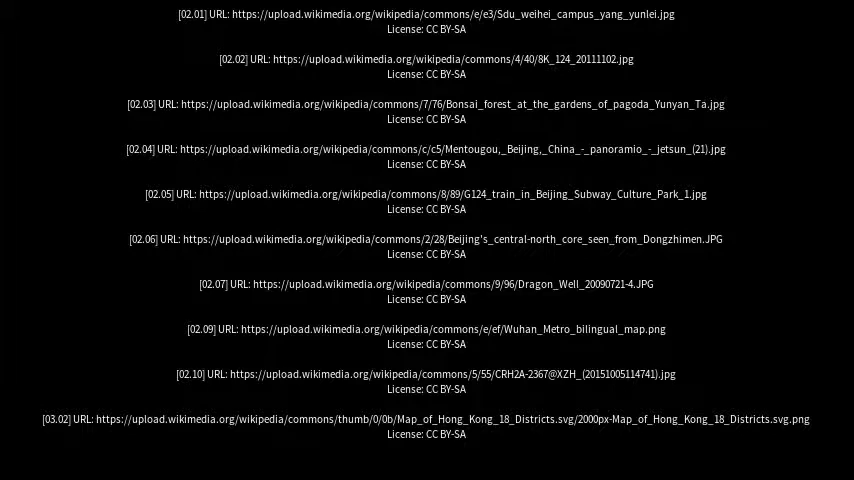 [02.01] URL: https://upload.wikimedia.org/wikipedia/commons/e/e3/Sdu_weihei_campus_yang_yunlei.jpg
License: CC BY-SA
[02.02] URL: https://upload.wikimedia.org/wikipedia/commons/4/40/8K_124_20111102.jpg
License: CC BY-SA
[02.03] URL: https://upload.wikimedia.org/wikipedia/commons/7/76/Bonsai_forest_at_the_gardens_of_pagoda_Yunyan_Ta.jpg
License: CC BY-SA
[02.04] URL: https://upload.wikimedia.org/wikipedia/commons/c/c5/Mentougou,_Beijing,_China_-_panoramio_-_jetsun_(21).jpg
License: CC BY-SA
[02.05] URL: https://upload.wikimedia.org/wikipedia/commons/8/89/G124_train_in_Beijing_Subway_Culture_Park_1.jpg
License: CC BY-SA
[02.06] URL: https://upload.wikimedia.org/wikipedia/commons/2/28/Beijing's_central-north_core_seen_from_Dongzhimen.JPG
License: CC BY-SA
[02.07] URL: https://upload.wikimedia.org/wikipedia/commons/9/96/Dragon_Well_20090721-4.JPG
License: CC BY-SA
[02.09] URL: https://upload.wikimedia.org/wikipedia/commons/e/ef/Wuhan_Metro_bilingual_map.png
License: CC BY-SA
[02.10] URL: https://upload.wikimedia.org/wikipedia/commons/5/55/CRH2A-2367@XZH_(20151005114741).jpg
License: CC BY-SA
[03.02] URL: https://upload.wikimedia.org/wikipedia/commons/thumb/0/0b/Map_of_Hong_Kong_18_Districts.svg/2000px-Map_of_Hong_Kong_18_Districts.svg.png
License: CC BY-SA